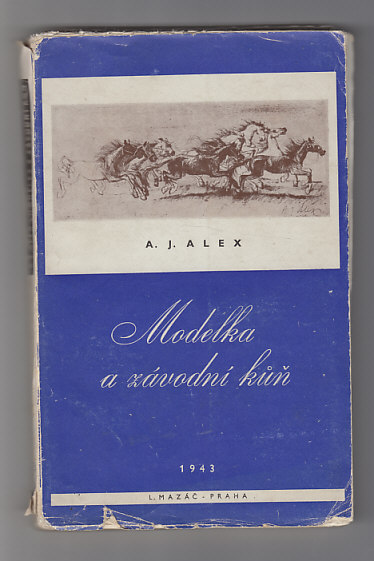 A. J. ALEX
Modelka
a závodní kůň
1943
L. MAZÁČ - PRAHA